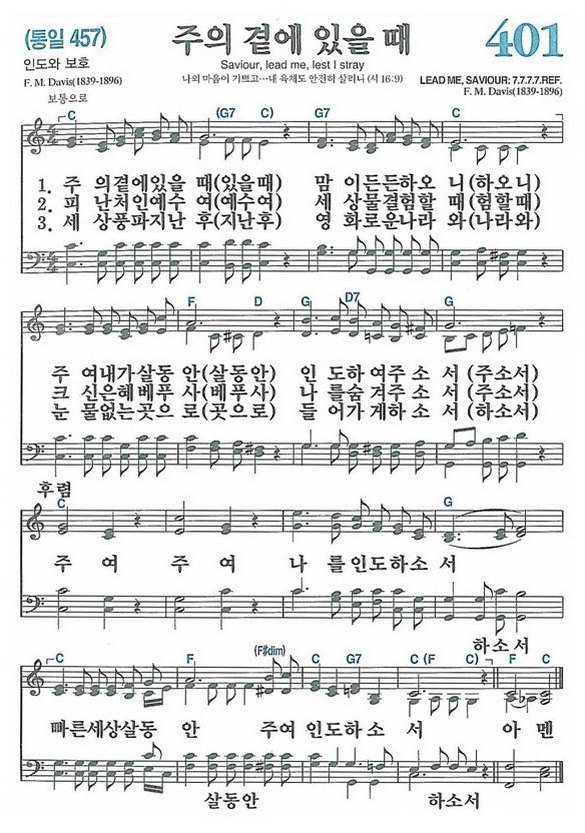 (통일 457)
주의 곁에 있을 때
401
인도와 보호
Saviour, lead me, lest I stray
F. M. Davis(1839-1896)
나의 마음이 기쁘고…내 육체도 안전히 살리니 (시 16:9)
LEAD ME, SAVIOUR: 7.7.7.7.REF.
F. M. Davis(1839-1896)
보통으로
C (G7 C) G7 C
1. 주 의곁에있을 때(있을때) 맘 이든든하오 니(하오니)
2. 피 난처인예수 여(예수여) 세 상물결험할 때(험할때)
3. 세 상풍파지난 후(지난후) 영 화로운나라 와(나라와)
F D G D7 G
주 여내가살동 안(살동안) 인 도하여주 소 서 (주소서)
크 신은혜베푸 사(베푸사) 나 를숨겨주 소 서 (주소서)
눈 물없는곳으 로(곳으로) 들 어가게하 소 서 (하소서)
후렴
C G
주 여 주 여 나 를인도하소 서
하소서
C F (F#dim) C G7 C (F C) F C
빠른세상살동 안 주여인도하소 서 아 멘
살동안 하소서